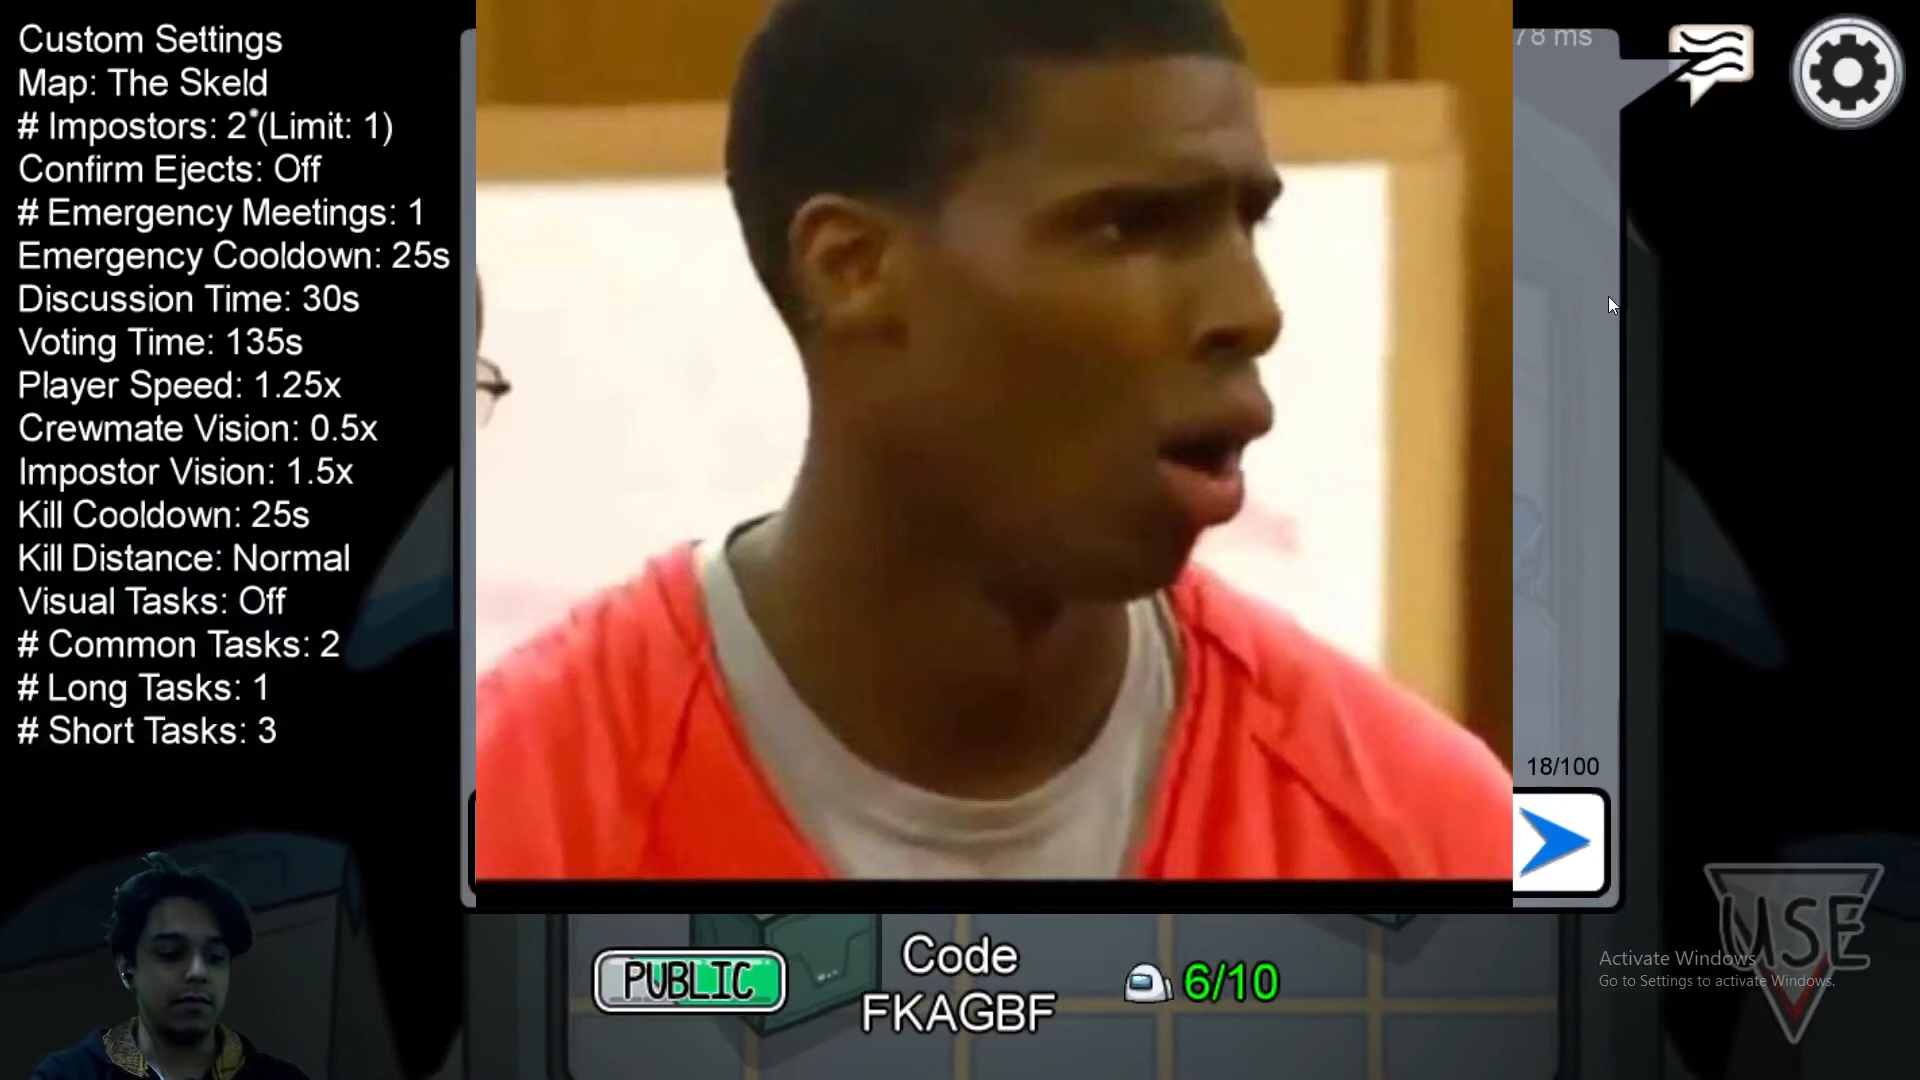 Custom Settings
Map: The Skeld
# Impostors: 2*(Limit: 1)
Confirm Ejects: Off
# Emergency Meetings: 1
Emergency Cooldown: 25s
Discussion Time: 30s
Voting Time: 135s
Player Speed: 1.25x
Crewmate Vision: 0.5x
Impostor Vision: 1.5x
Kill Cooldown: 25s
Kill Distance: Normal
Visual Tasks: Off
# Common Tasks: 2
# Long Tasks: 1
# Short Tasks: 3
78 ms
18/100
PUBLIC
Code
FKAGBF
6/10
MSE
Activate Windows
Go to Settings to activate Windows.